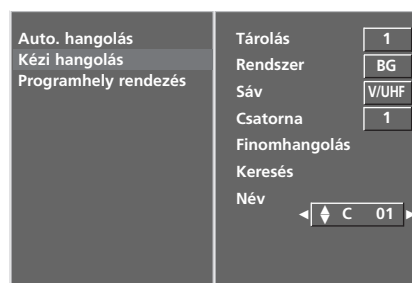 Auto. hangolás
Kézi hangolás
Programhely rendezés
Tárolás 1
Rendszer BG
Sáv V/UHF
Csatorna 1
Finomhangolás
Keresés
Név
C 01